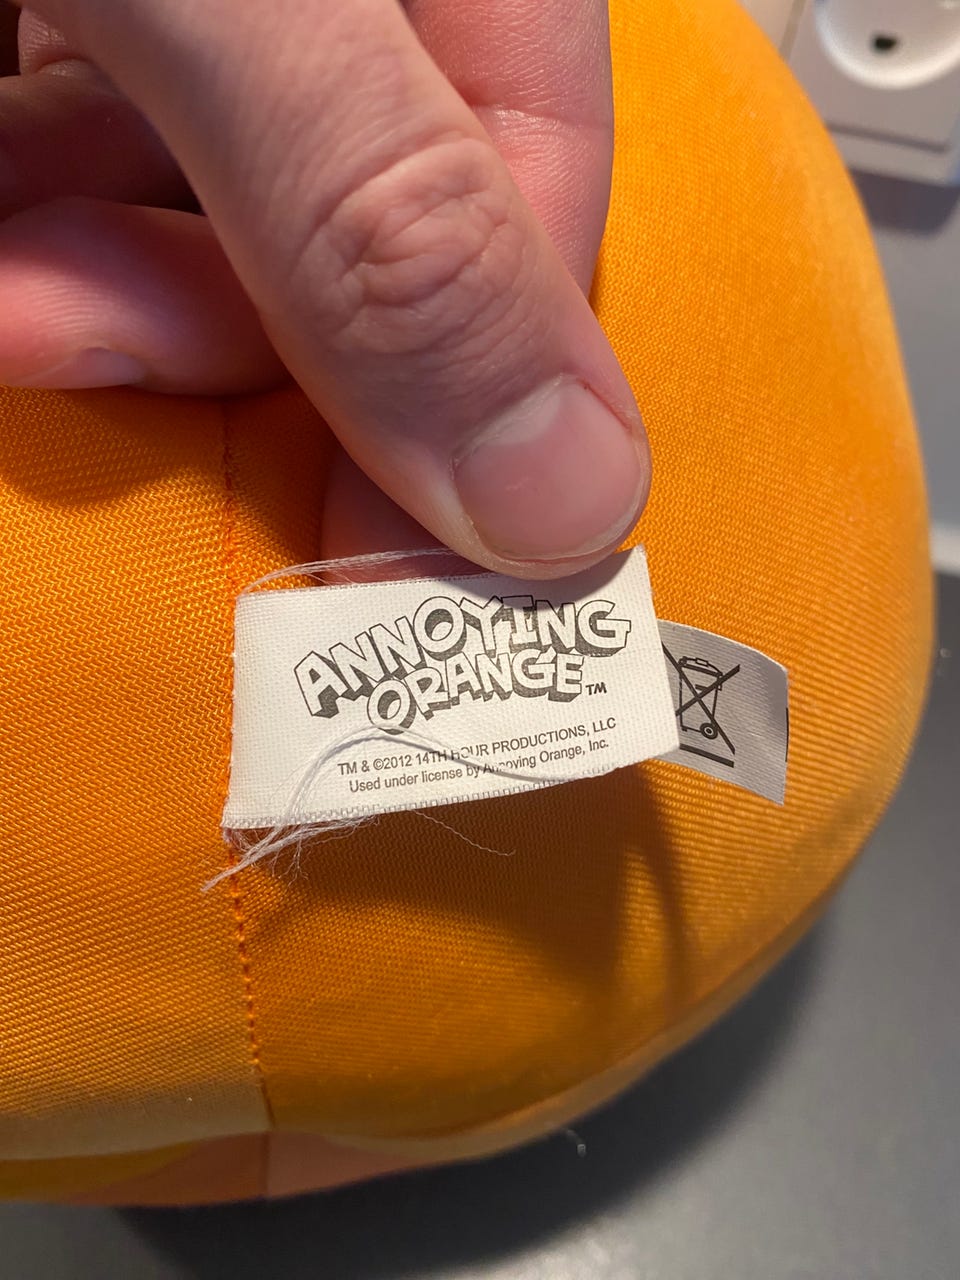 ANNOYING
ORANGE™
TM & ©2012 14TH HOUR PRODUCTIONS, LLC
Used under license by Annoying Orange, Inc.